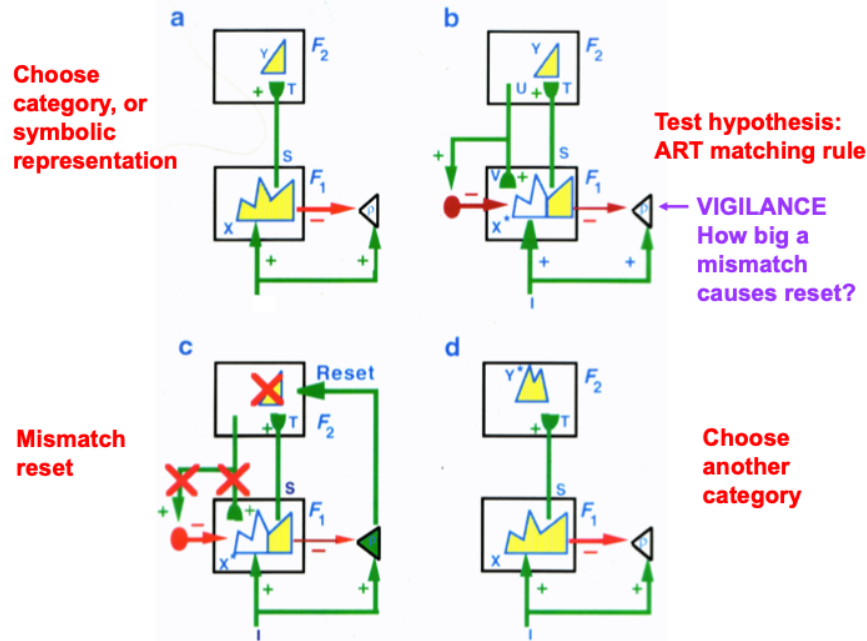 a
Y
F2
+ T
Choose
category, or
symbolic
representation
S
F1
X
−
ρ
+ +
b
Y
F2
U + T
+
S
V +
F1
−
X*
−
ρ
+ +
I
Test hypothesis:
ART matching rule
VIGILANCE
How big a
mismatch
causes reset?
c
Reset
+ T
F2
Mismatch
reset
S
+ +
F1
−
X*
−
+ +
I
d
Y*
F2
+ T
Choose
another
category
S
F1
X
−
ρ
+ +
I